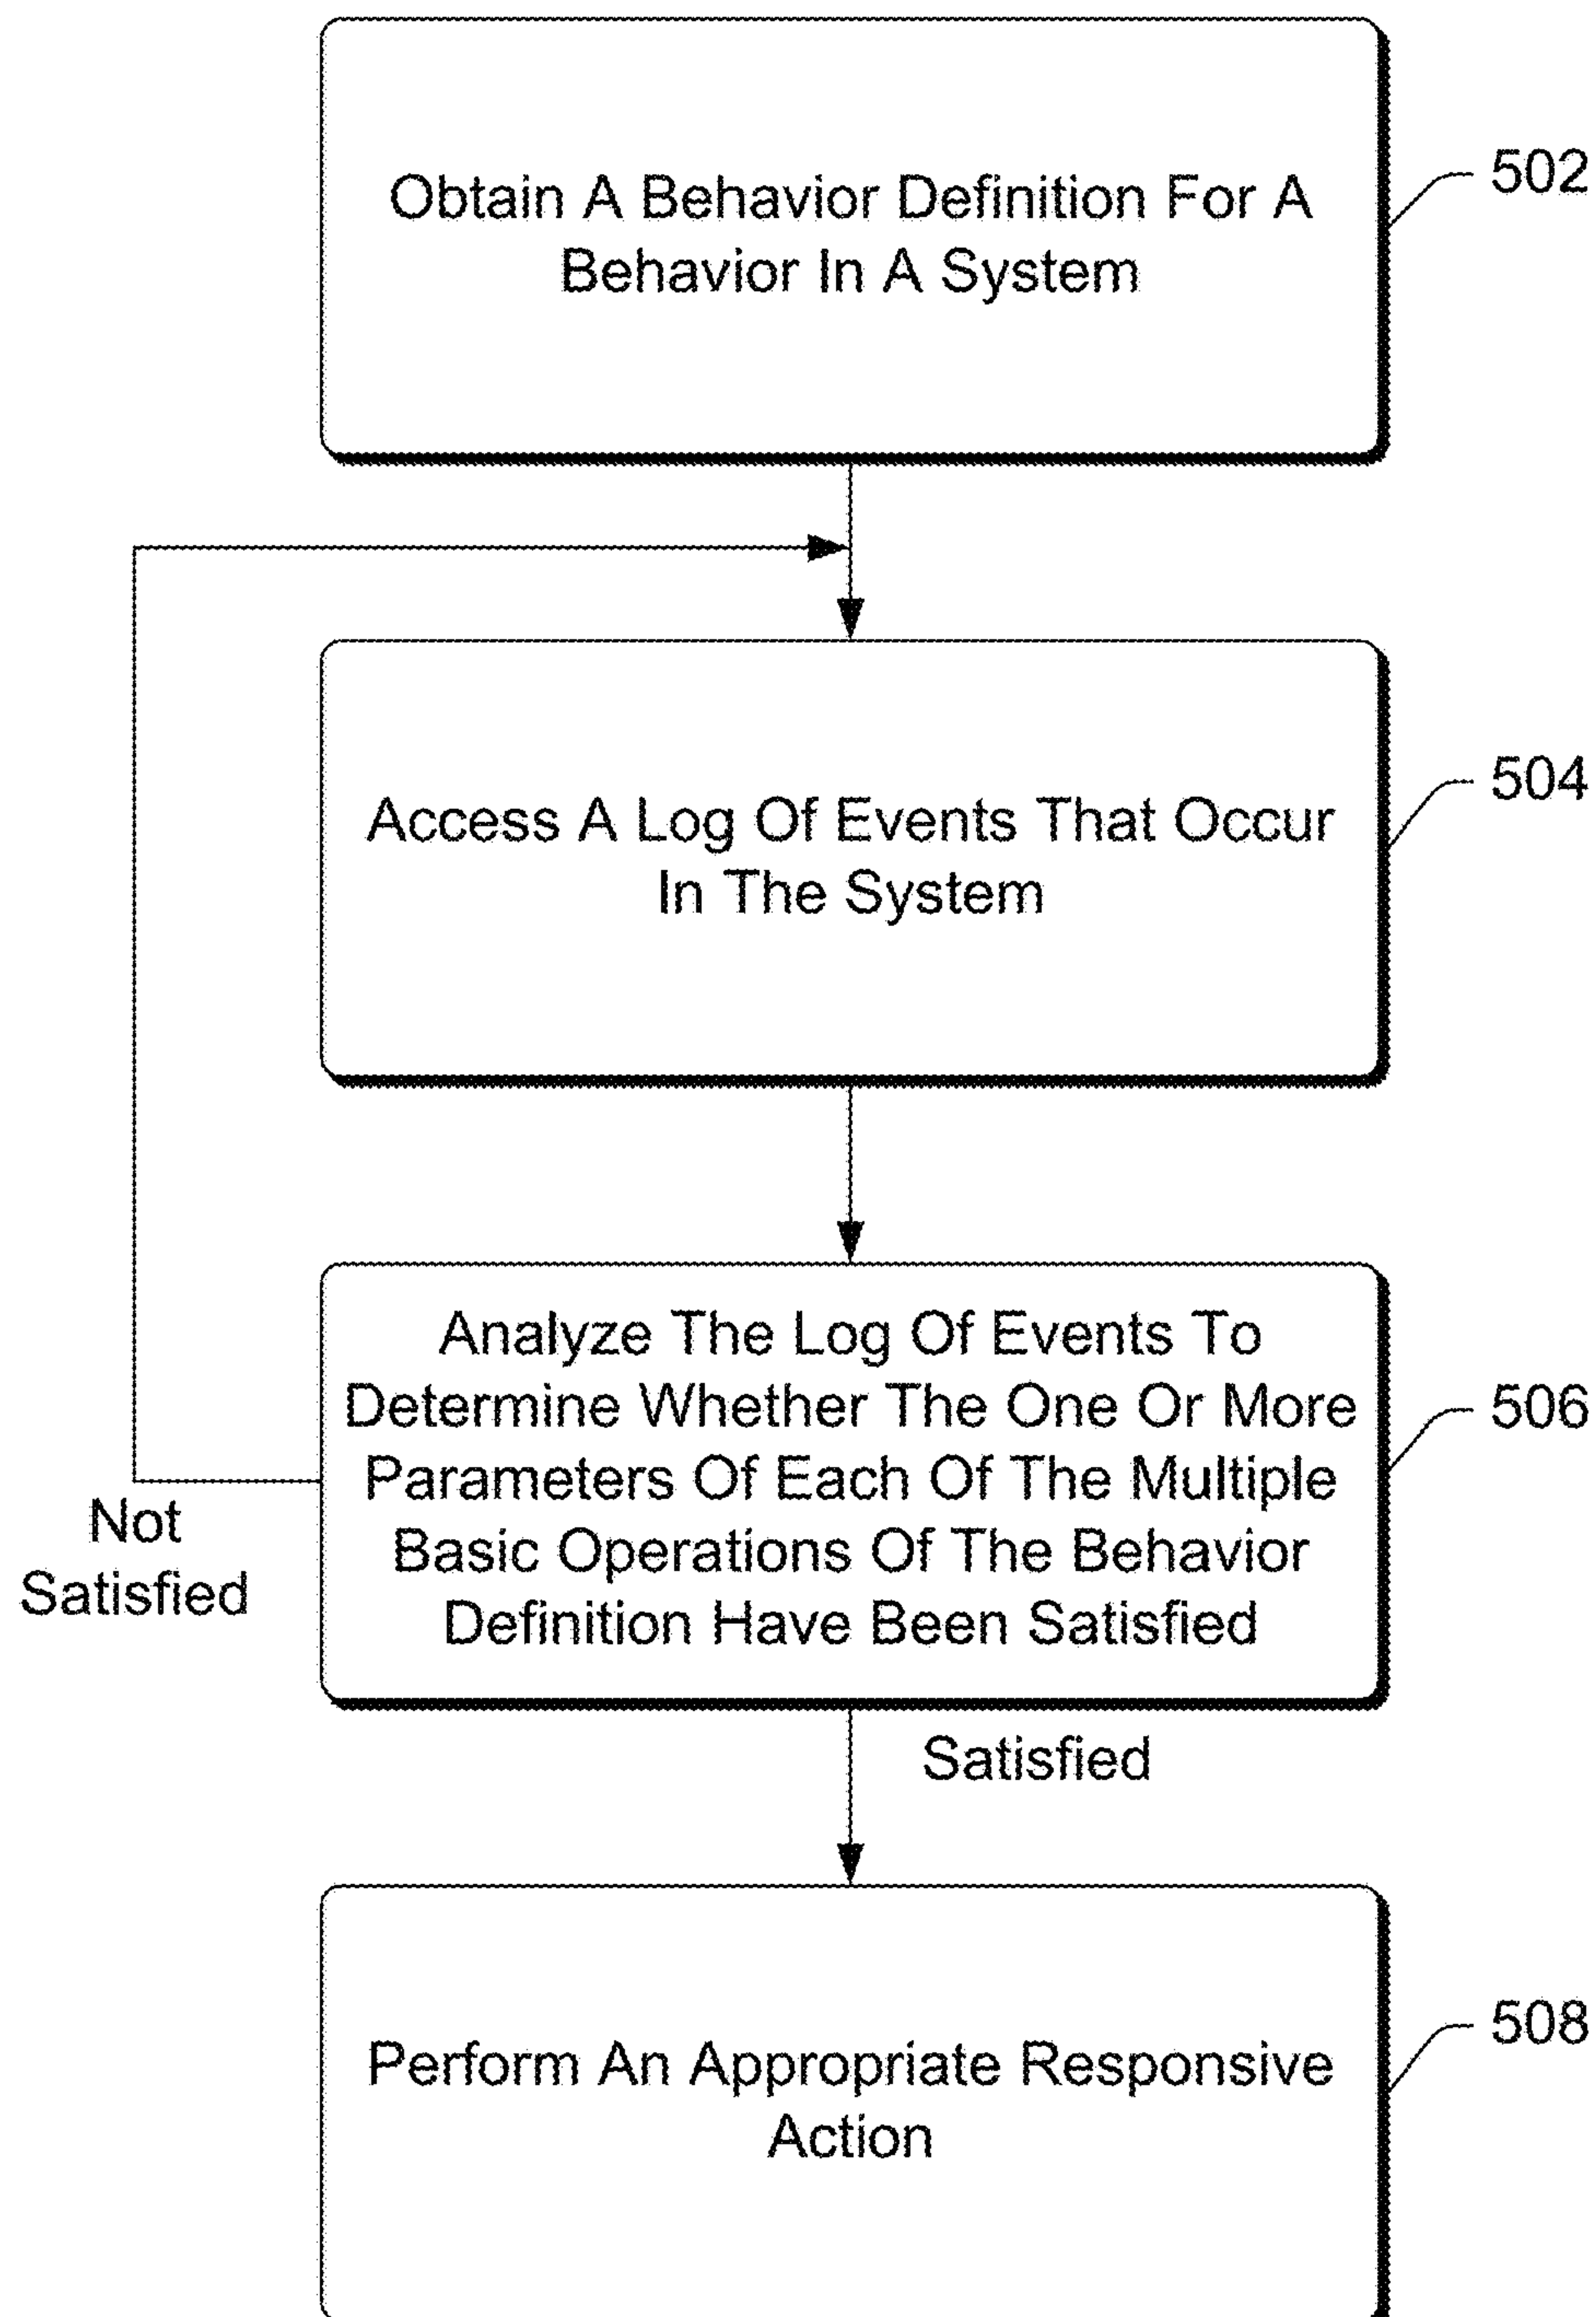 Obtain A Behavior Definition For A
Behavior In A System
502
Access A Log Of Events That Occur
In The System
504
Analyze The Log Of Events To
Determine Whether The One Or More
Parameters Of Each Of The Multiple
Basic Operations Of The Behavior
Definition Have Been Satisfied
506
Not
Satisfied
Satisfied
Perform An Appropriate Responsive
Action
508